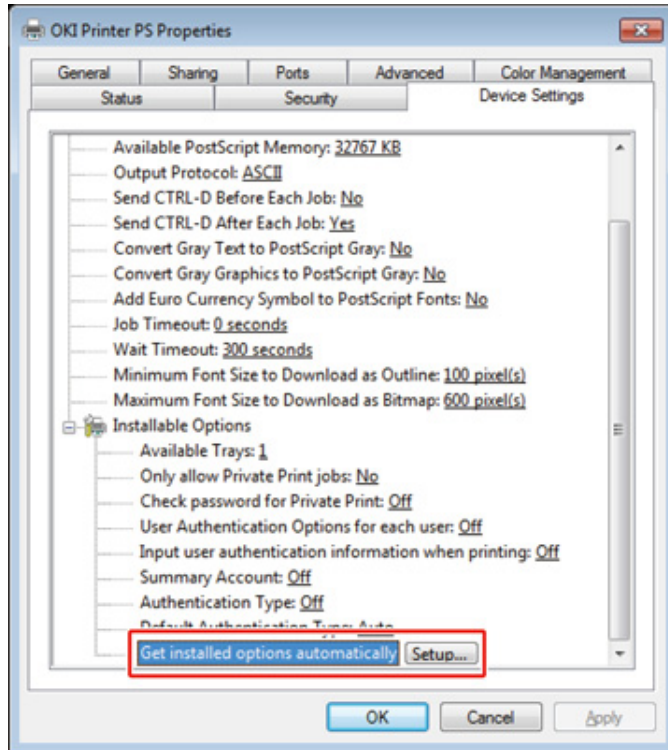 OKI Printer PS Properties
General Sharing Ports Advanced Color Management
Status Security Device Settings
Available PostScript Memory: 32767 KB
Output Protocol: ASCII
Send CTRL-D Before Each Job: No
Send CTRL-D After Each Job: Yes
Convert Gray Text to PostScript Gray: No
Convert Gray Graphics to PostScript Gray: No
Add Euro Currency Symbol to PostScript Fonts: No
Job Timeout: 0 seconds
Wait Timeout: 300 seconds
Minimum Font Size to Download as Outline: 100 pixel(s)
Maximum Font Size to Download as Bitmap: 600 pixel(s)
Installable Options
Available Trays: 1
Only allow Private Print jobs: No
Check password for Private Print: Off
User Authentication Options for each user: Off
Input user authentication information when printing: Off
Summary Account: Off
Authentication Type: Off
Default Authentication Type: Auto
Get installed options automatically Setup...
OK Cancel Apply